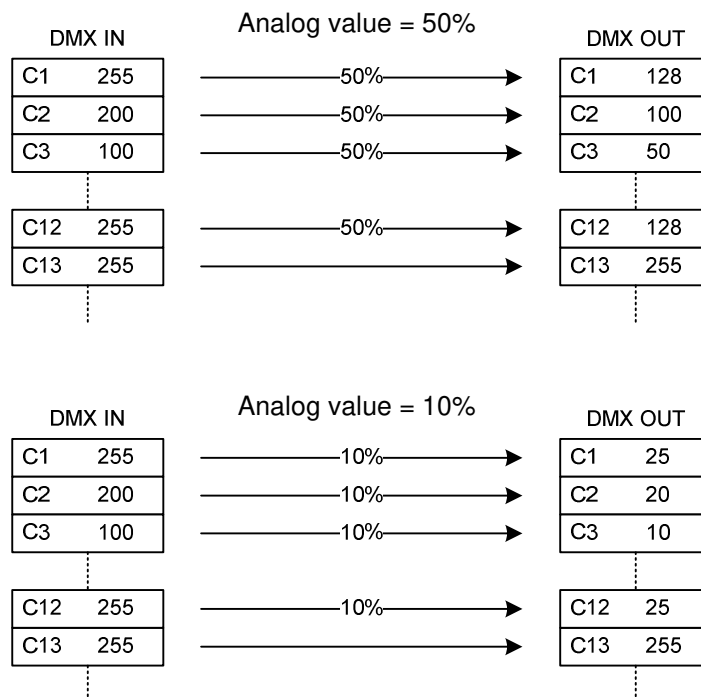 Analog value = 50%
DMX IN DMX OUT
C1 255 50% C1 128
C2 200 50% C2 100
C3 100 50% C3 50
C12 255 50% C12 128
C13 255 C13 255
Analog value = 10%
DMX IN DMX OUT
C1 255 10% C1 25
C2 200 10% C2 20
C3 100 10% C3 10
C12 255 10% C12 25
C13 255 C13 255